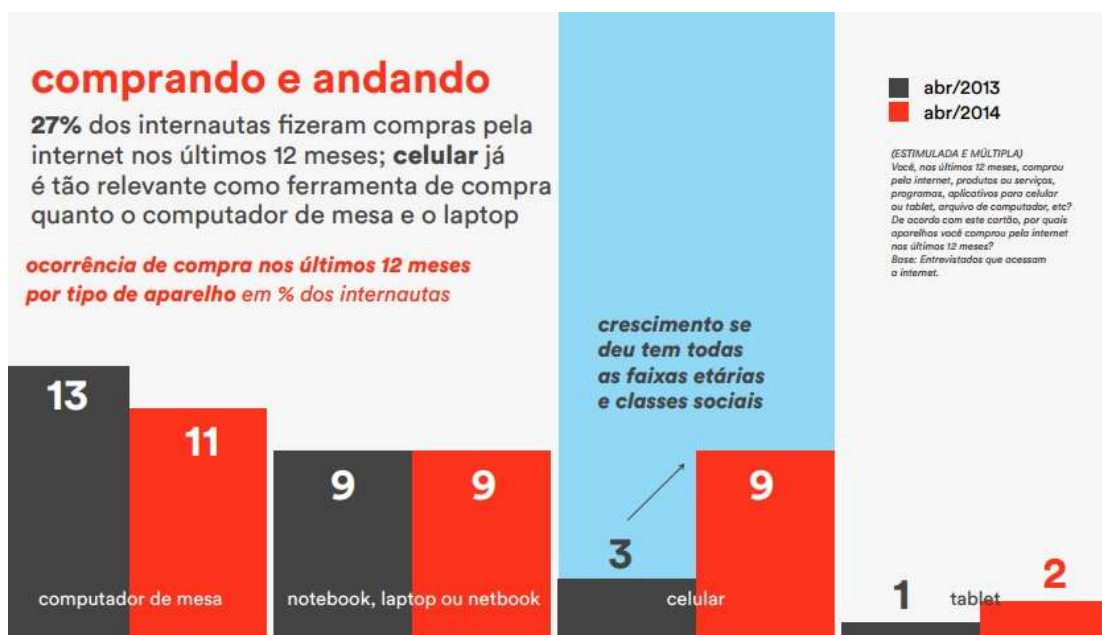 comprando e andando
27% dos internautas fizeram compras pela
internet nos últimos 12 meses; celular já
é tão relevante como ferramenta de compra
quanto o computador de mesa e o laptop
ocorrência de compra nos últimos 12 meses
por tipo de aparelho em % dos internautas
abr/2013
abr/2014
(ESTIMULADA E MÚLTIPLA)
Você, nos últimos 12 meses, comprou
pela internet, produtos ou serviços,
programas, aplicativos para celular
ou tablet, arquivo de computador, etc?
De acordo com este cartão, por quais
aparelhos você comprou pela internet
nos últimos 12 meses?
Base: Entrevistados que acessam
a internet.
crescimento se
deu tem todas
as faixas etárias
e classes sociais
13
11
computador de mesa
9
9
notebook, laptop ou netbook
3
9
celular
1
2
tablet